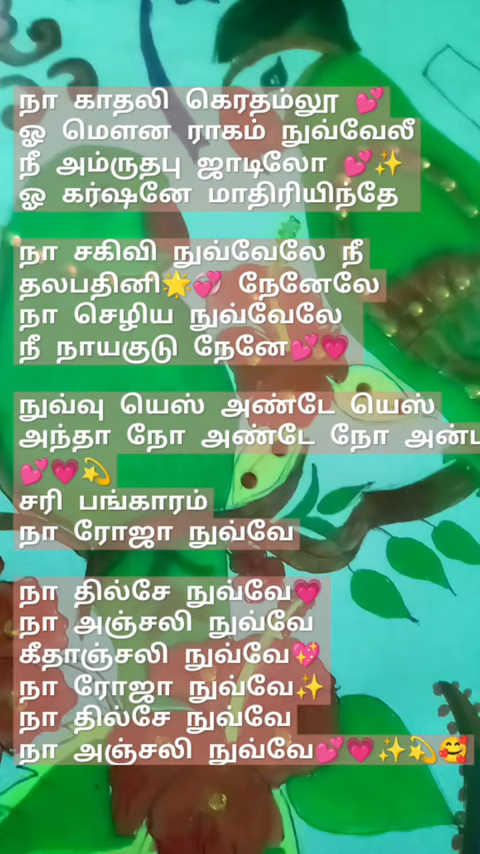 நா காதலி கெரதம்லூ 💕
ஓ மௌன ராகம் நுவ்வேலீ
நீ அம்ருதபு ஜாடிலோ 💕✨
ஓ கர்ஷனே மாதிரியிந்தே
நா சகிவி நுவ்வேலே நீ
தலபதினி🌟💕 நேனேலே
நா செழிய நுவ்வேலே
நீ நாயகுடு நேனே💕💗
நுவ்வு யெஸ் அண்டே யெஸ்
அந்தா நோ அண்டே நோ
💕💗💫
சரி பங்காரம்
நா ரோஜா நுவ்வே
நா தில்சே நுவ்வே💗
நா அஞ்சலி நுவ்வே
கீதாஞ்சலி நுவ்வே💖
நா ரோஜா நுவ்வே✨
நா தில்சே நுவ்வே
நா அஞ்சலி நுவ்வே💕💗✨💫🥰